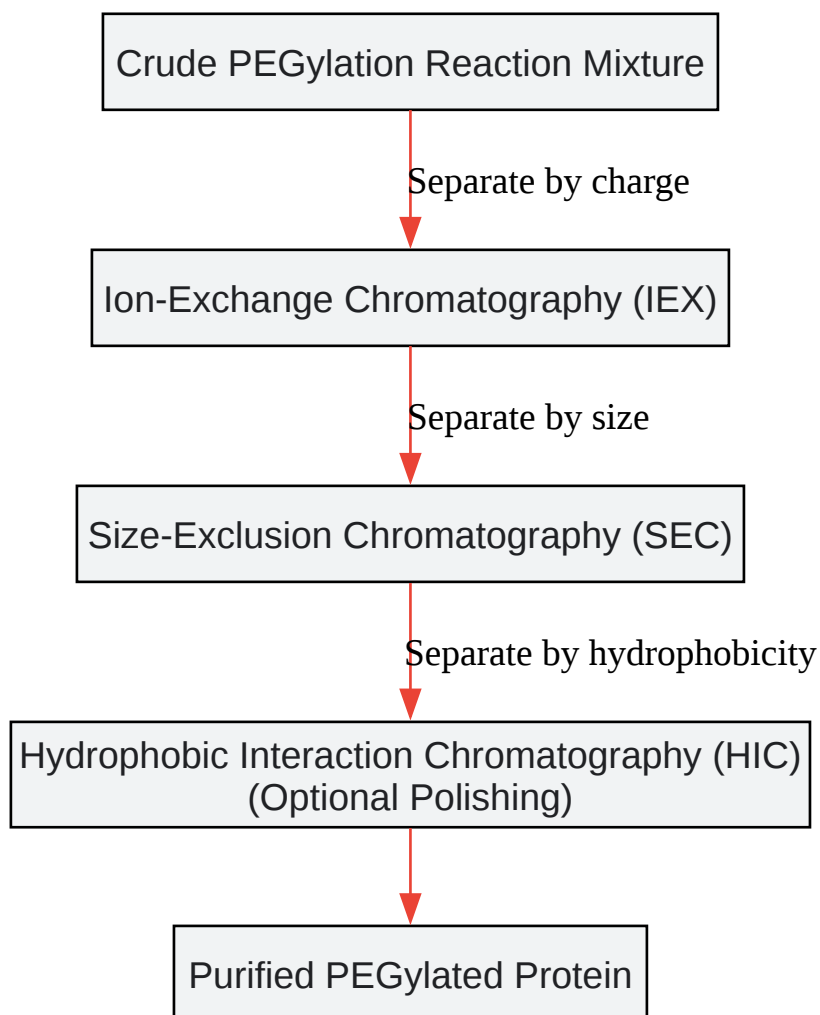 Crude PEGylation Reaction Mixture
Separate by charge
Ion-Exchange Chromatography (IEX)
Separate by size
Size-Exclusion Chromatography (SEC)
Separate by hydrophobicity
Hydrophobic Interaction Chromatography (HIC)
(Optional Polishing)
Purified PEGylated Protein